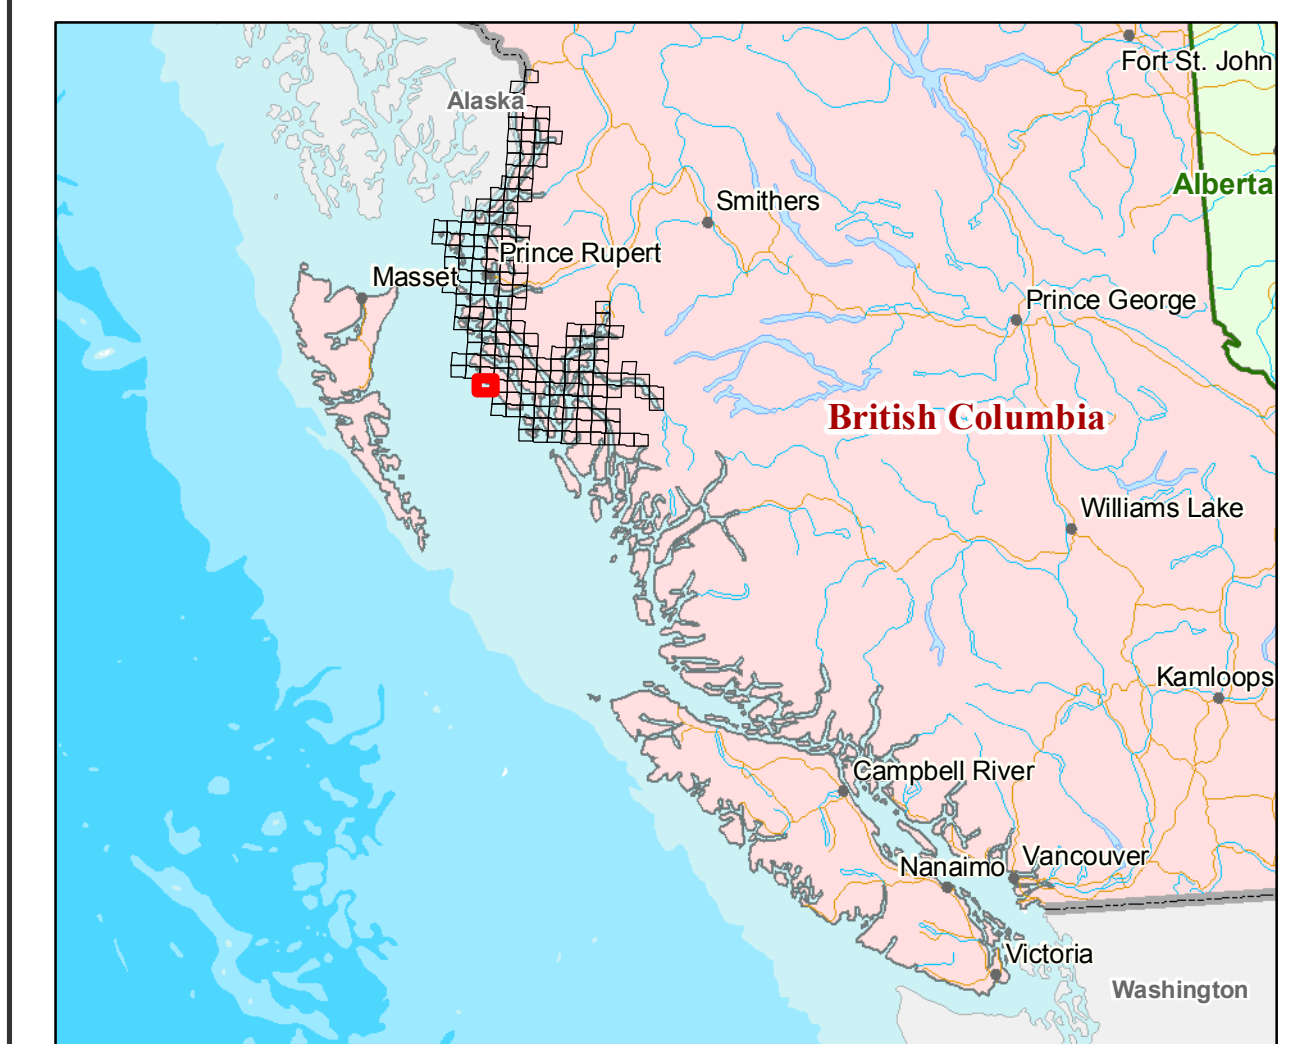 Fort St. John
Alaska
Alberta
Smithers
Prince Rupert
Masset
Prince George
British Columbia
Williams Lake
Kamloops
Campbell River
Vancouver
Nanaimo
Victoria
Washington